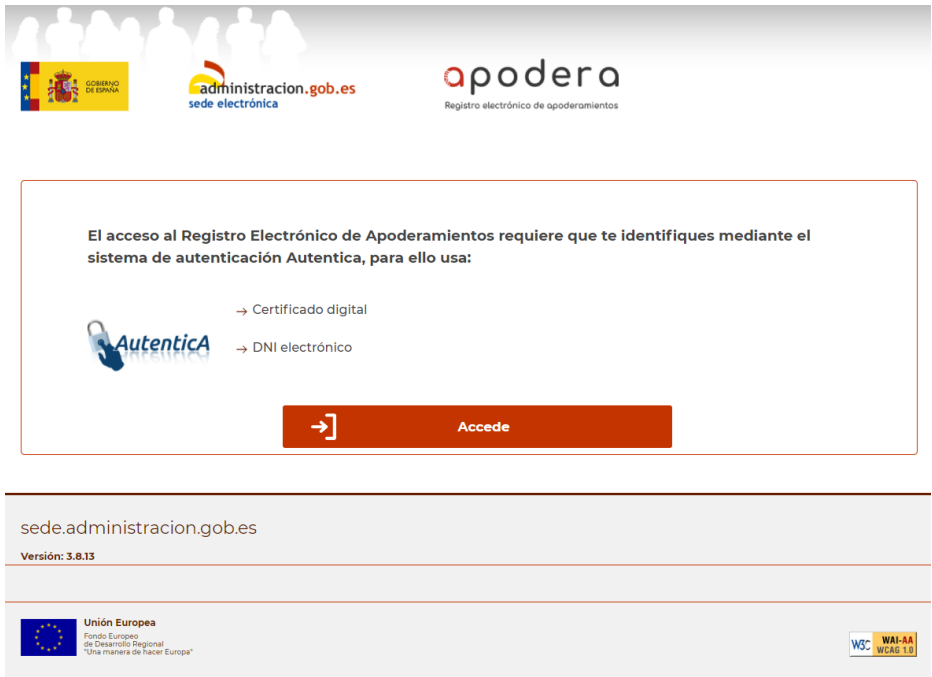 GOBIERNO
DE ESPAÑA
administracion.gob.es
sede electrónica
apodera
Registro electrónico de apoderamientos
El acceso al Registro Electrónico de Apoderamientos requiere que te identifiques mediante el
sistema de autenticación Autentica, para ello usa:
AutenticA
→ Certificado digital
→ DNI electrónico
Accede
sede.administracion.gob.es
Versión: 3.8.13
Unión Europea
Fondo Europeo
de Desarrollo Regional
"Una manera de hacer Europa"
W3C WAI-AA
WCAG 1.0